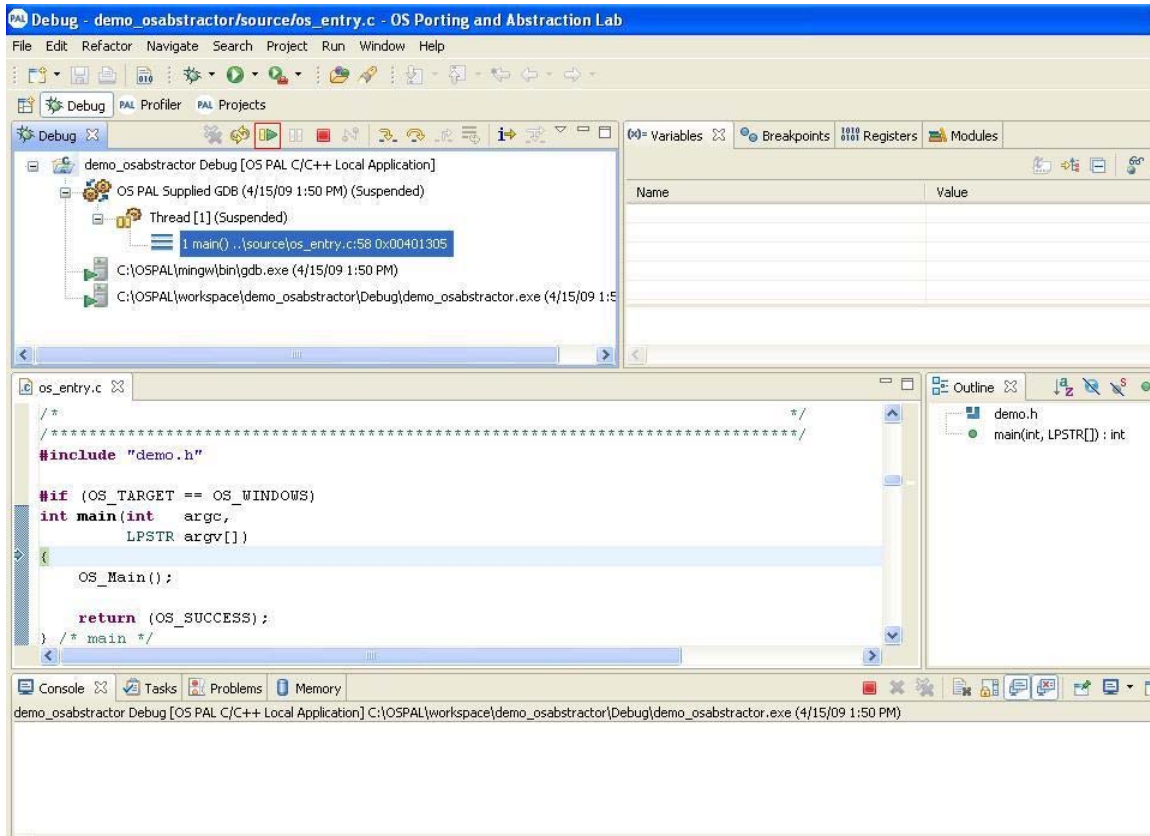 Debug - demo_osabstractor/source/os_entry.c - OS Porting and Abstraction Lab
File Edit Refactor Navigate Search Project Run Window Help
Debug PAL Profiler PAL Projects
Debug
demo_osabstractor Debug [OS PAL C/C++ Local Application]
OS PAL Supplied GDB (4/15/09 1:50 PM) (Suspended)
Thread [1] (Suspended)
1 main() ..\source\os_entry.c:58 0x00401305
C:\OSPAL\mingw\bin\gdb.exe (4/15/09 1:50 PM)
C:\OSPAL\workspace\demo_osabstractor\Debug\demo_osabstractor.exe (4/15/09 1:5
(x)= Variables Breakpoints Registers Modules
Name Value
os_entry.c
/* */
/******************************************************************************/
#include "demo.h"
#if (OS_TARGET == OS_WINDOWS)
int main(int argc,
LPSTR argv[])
{
OS_Main();
return (OS_SUCCESS);
} /* main */
Outline
demo.h
main(int, LPSTR[]) : int
Console Tasks Problems Memory
demo_osabstractor Debug [OS PAL C/C++ Local Application] C:\OSPAL\workspace\demo_osabstractor\Debug\demo_osabstractor.exe (4/15/09 1:50 PM)